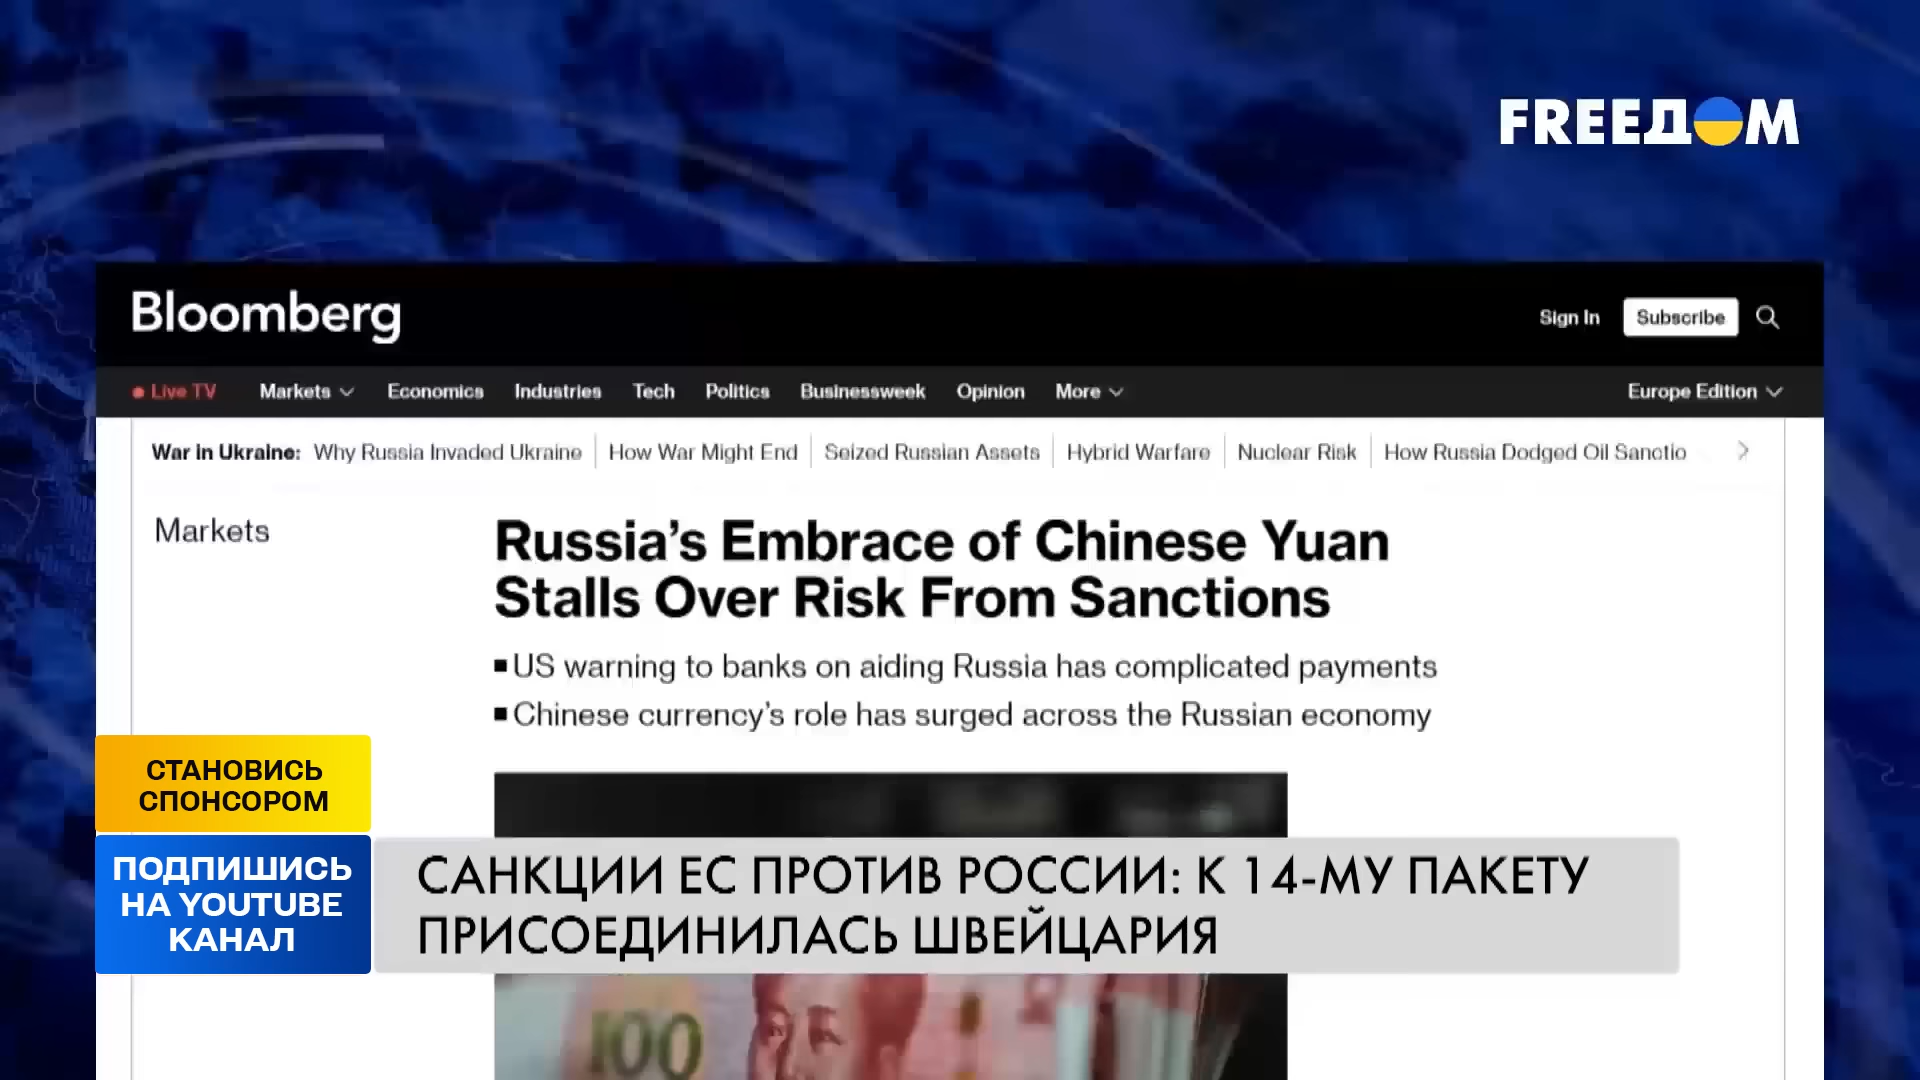 FREEДOM
Bloomberg
Sign In
Subscribe
Live TV
Markets
Economics
Industries
Tech
Politics
Businessweek
Opinion
More
Europe Edition
War in Ukraine:
Why Russia Invaded Ukraine
How War Might End
Seized Russian Assets
Hybrid Warfare
Nuclear Risk
How Russia Dodged Oil Sanctio
Markets
Russia’s Embrace of Chinese Yuan
Stalls Over Risk From Sanctions
US warning to banks on aiding Russia has complicated payments
Chinese currency’s role has surged across the Russian economy
СТАНОВИСЬ
СПОНСОРОМ
ПОДПИШИСЬ
НА YOUTUBE
КАНАЛ
САНКЦИИ ЕС ПРОТИВ РОССИИ: К 14-МУ ПАКЕТУ
ПРИСОЕДИНИЛАСЬ ШВЕЙЦАРИЯ
100